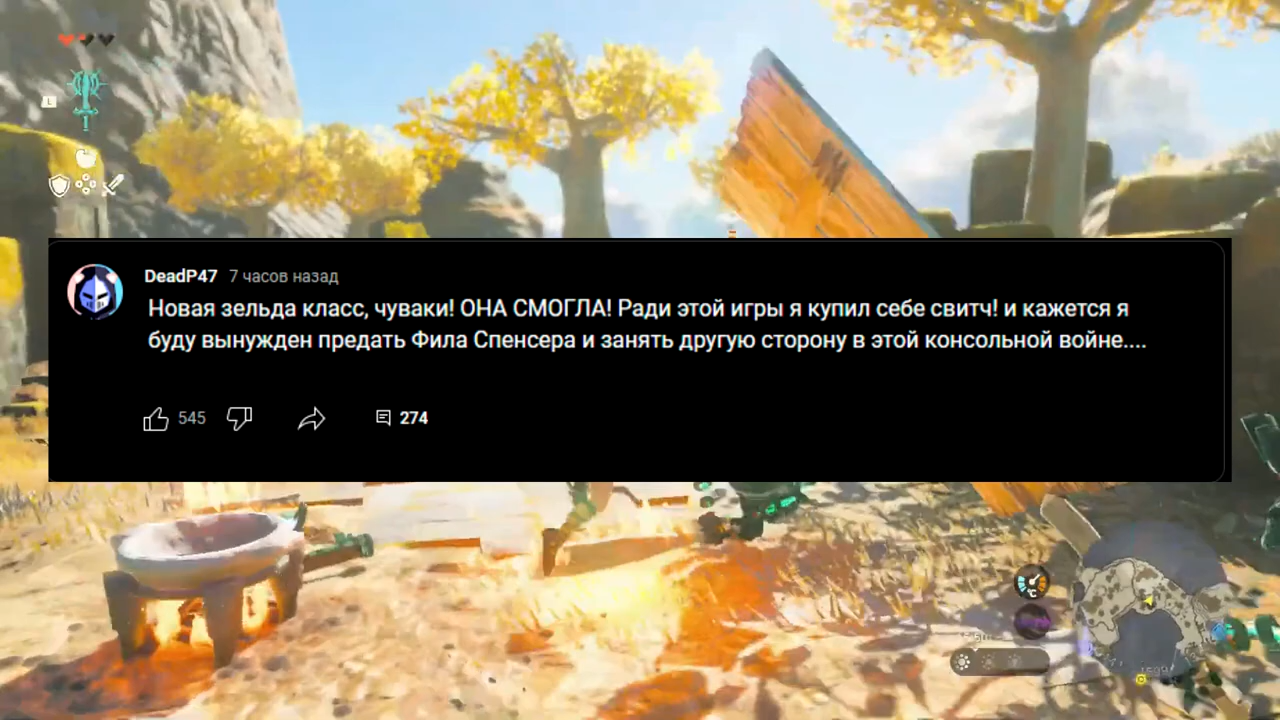 L
DeadP47 7 часов назад
Новая зельда класс, чуваки! ОНА СМОГЛА! Ради этой игры я купил себе свитч! и кажется я
буду вынужден предать Фила Спенсера и занять другую сторону в этой консольной войне....
545 274
°C